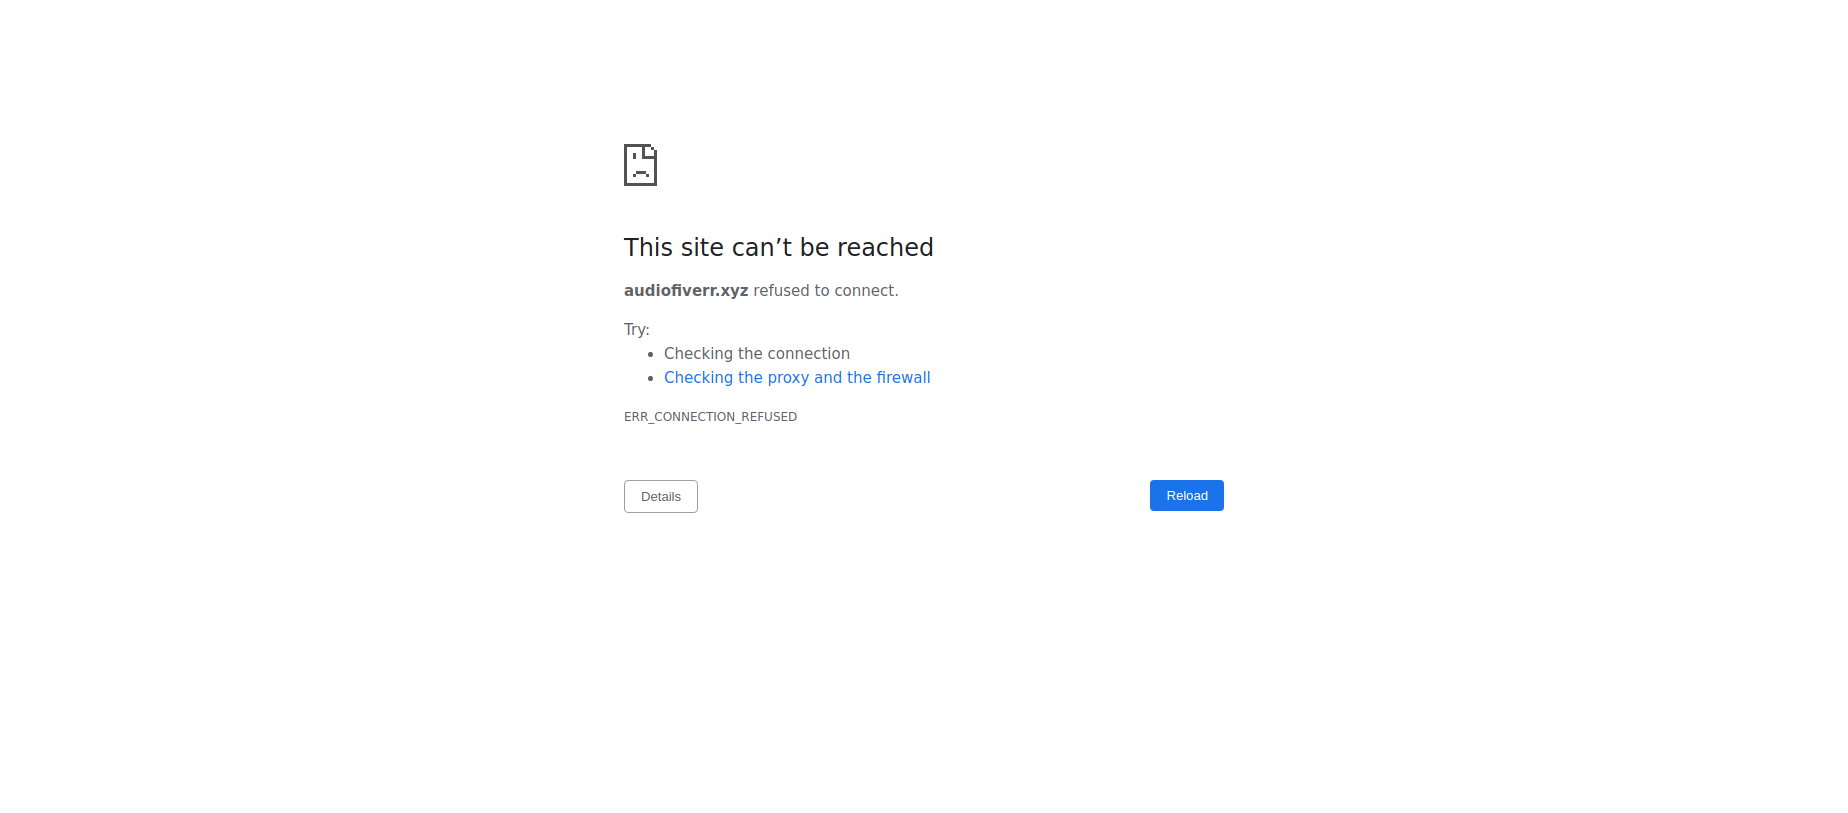 This site can’t be reached
audiofiverr.xyz refused to connect.
Try:
Checking the connection
Checking the proxy and the firewall
ERR_CONNECTION_REFUSED
Details
Reload